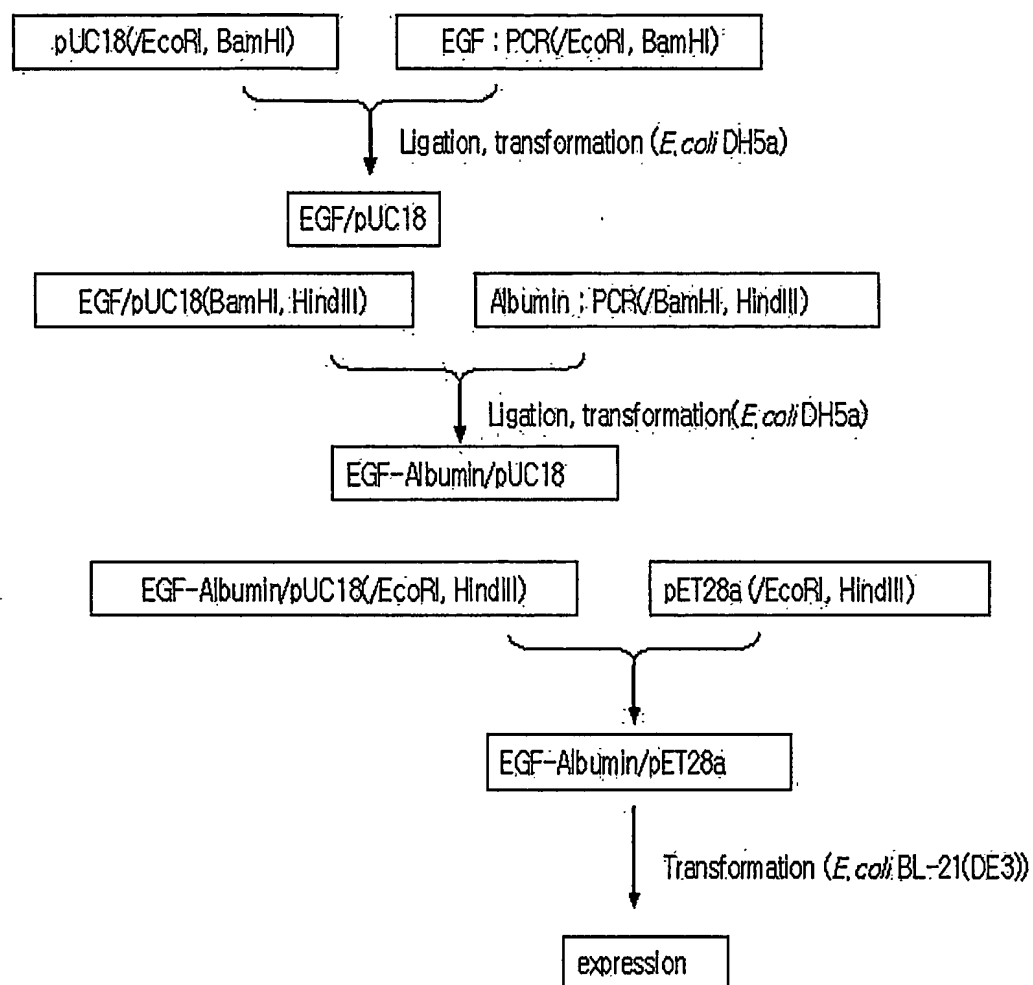 pUC18(/EcoRI, BamHI)
EGF : PCR(/EcoRI, BamHI)
Ligation, transformation (E.coli DH5a)
EGF/pUC18
EGF/pUC18(BamHI, HindIII)
Albumin : PCR(/BamHI, HindIII)
Ligation, transformation(E.coli DH5a)
EGF-Albumin/pUC18
EGF-Albumin/pUC18(/EcoRI, HindIII)
pET28a (/EcoRI, HindIII)
EGF-Albumin/pET28a
Transformation (E.coli BL-21(DE3))
expression